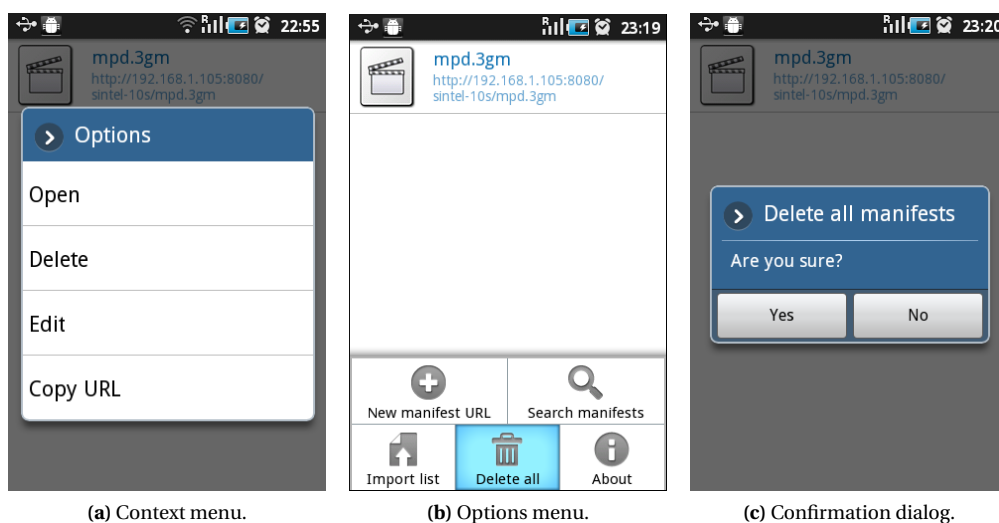 R 22:55
mpd.3gm
http://192.168.1.105:8080/
sintel-10s/mpd.3gm
Options
Open
Delete
Edit
Copy URL
(a) Context menu.
R 23:19
mpd.3gm
http://192.168.1.105:8080/
sintel-10s/mpd.3gm
New manifest URL
Search manifests
Import list
Delete all
About
(b) Options menu.
R 23:20
mpd.3gm
http://192.168.1.105:8080/
sintel-10s/mpd.3gm
Delete all manifests
Are you sure?
Yes
No
(c) Confirmation dialog.